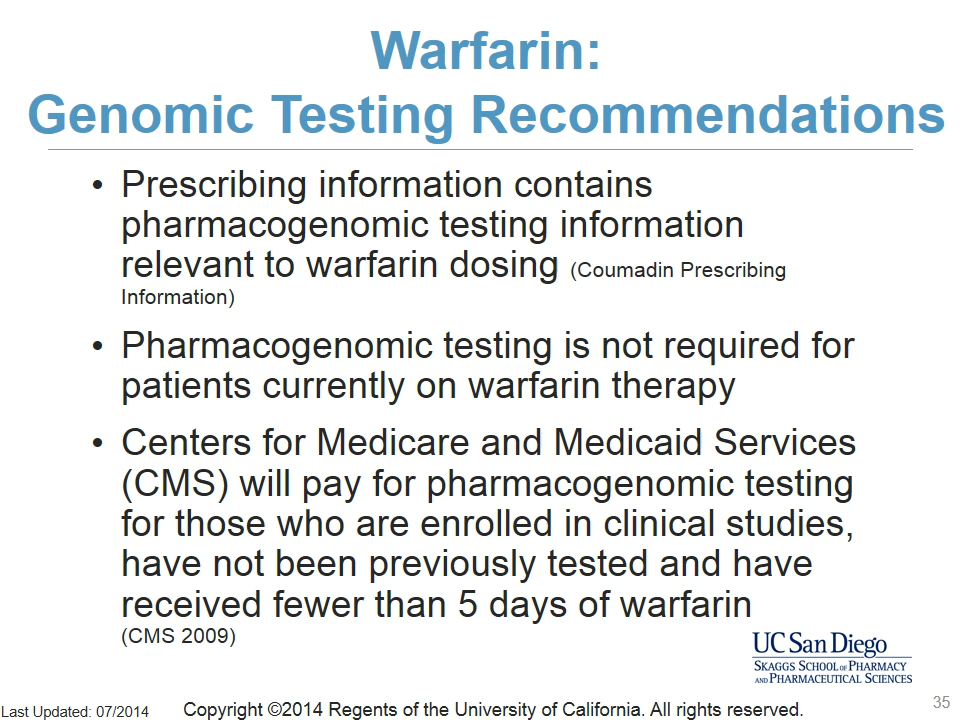 Warfarin:
Genomic Testing Recommendations
• Prescribing information contains
pharmacogenomic testing information
relevant to warfarin dosing (Coumadin Prescribing
Information)
• Pharmacogenomic testing is not required for
patients currently on warfarin therapy
• Centers for Medicare and Medicaid Services
(CMS) will pay for pharmacogenomic testing
for those who are enrolled in clinical studies,
have not been previously tested and have
received fewer than 5 days of warfarin
(CMS 2009)
UC San Diego
SKAGGS SCHOOL OF PHARMACY
AND PHARMACEUTICAL SCIENCES
Last Updated: 07/2014 Copyright ©2014 Regents of the University of California. All rights reserved. 35